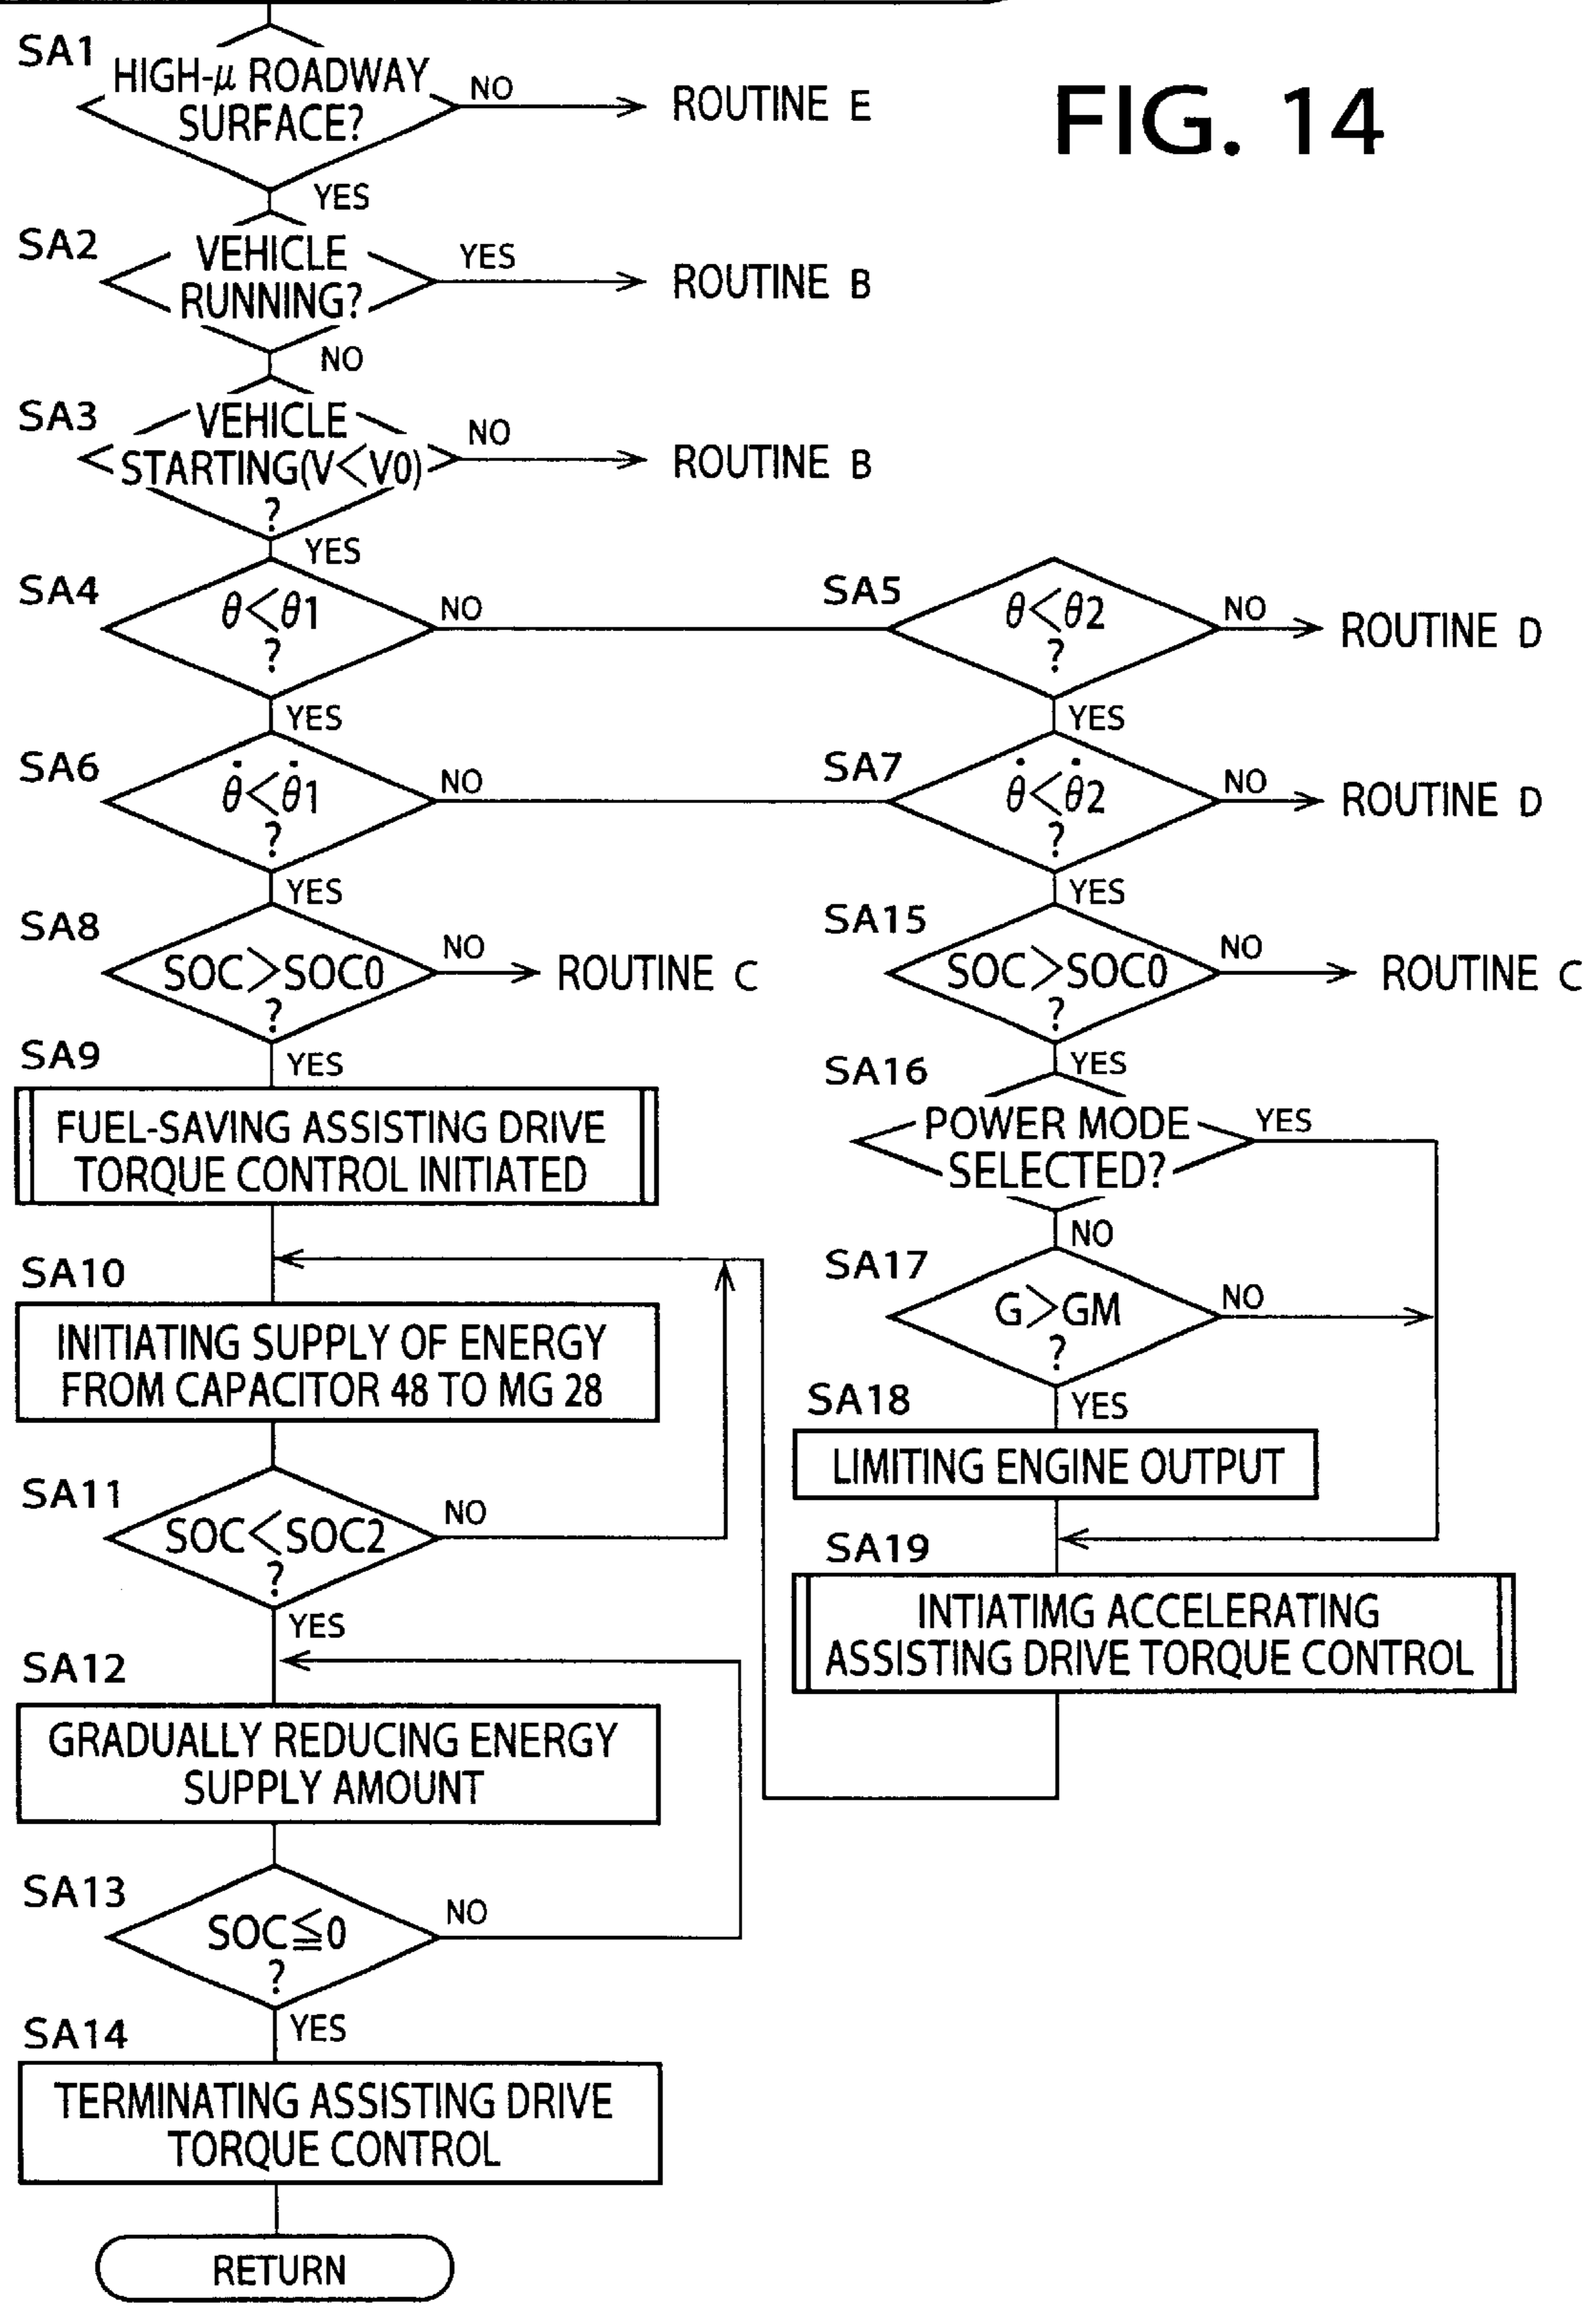 FIG. 14
SA1
HIGH-μ ROADWAY
SURFACE?
NO
ROUTINE E
YES
SA2
VEHICLE
RUNNING?
YES
ROUTINE B
NO
SA3
VEHICLE
STARTING(V<V0)
?
NO
ROUTINE B
YES
SA4
θ<θ1
?
NO
SA5
θ<θ2
?
NO
ROUTINE D
YES
YES
SA6
θ̇<θ̇1
?
NO
SA7
θ̇<θ̇2
?
NO
ROUTINE D
YES
YES
SA8
SOC>SOC0
?
NO
ROUTINE C
YES
SA15
SOC>SOC0
?
NO
ROUTINE C
YES
SA9
FUEL-SAVING ASSISTING DRIVE
TORQUE CONTROL INITIATED
SA16
POWER MODE
SELECTED?
YES
NO
SA10
INITIATING SUPPLY OF ENERGY
FROM CAPACITOR 48 TO MG 28
SA17
G>GM
?
NO
YES
SA11
SOC<SOC2
?
NO
YES
SA18
LIMITING ENGINE OUTPUT
SA19
INTIATIMG ACCELERATING
ASSISTING DRIVE TORQUE CONTROL
SA12
GRADUALLY REDUCING ENERGY
SUPPLY AMOUNT
SA13
SOC≦0
?
NO
YES
SA14
TERMINATING ASSISTING DRIVE
TORQUE CONTROL
RETURN